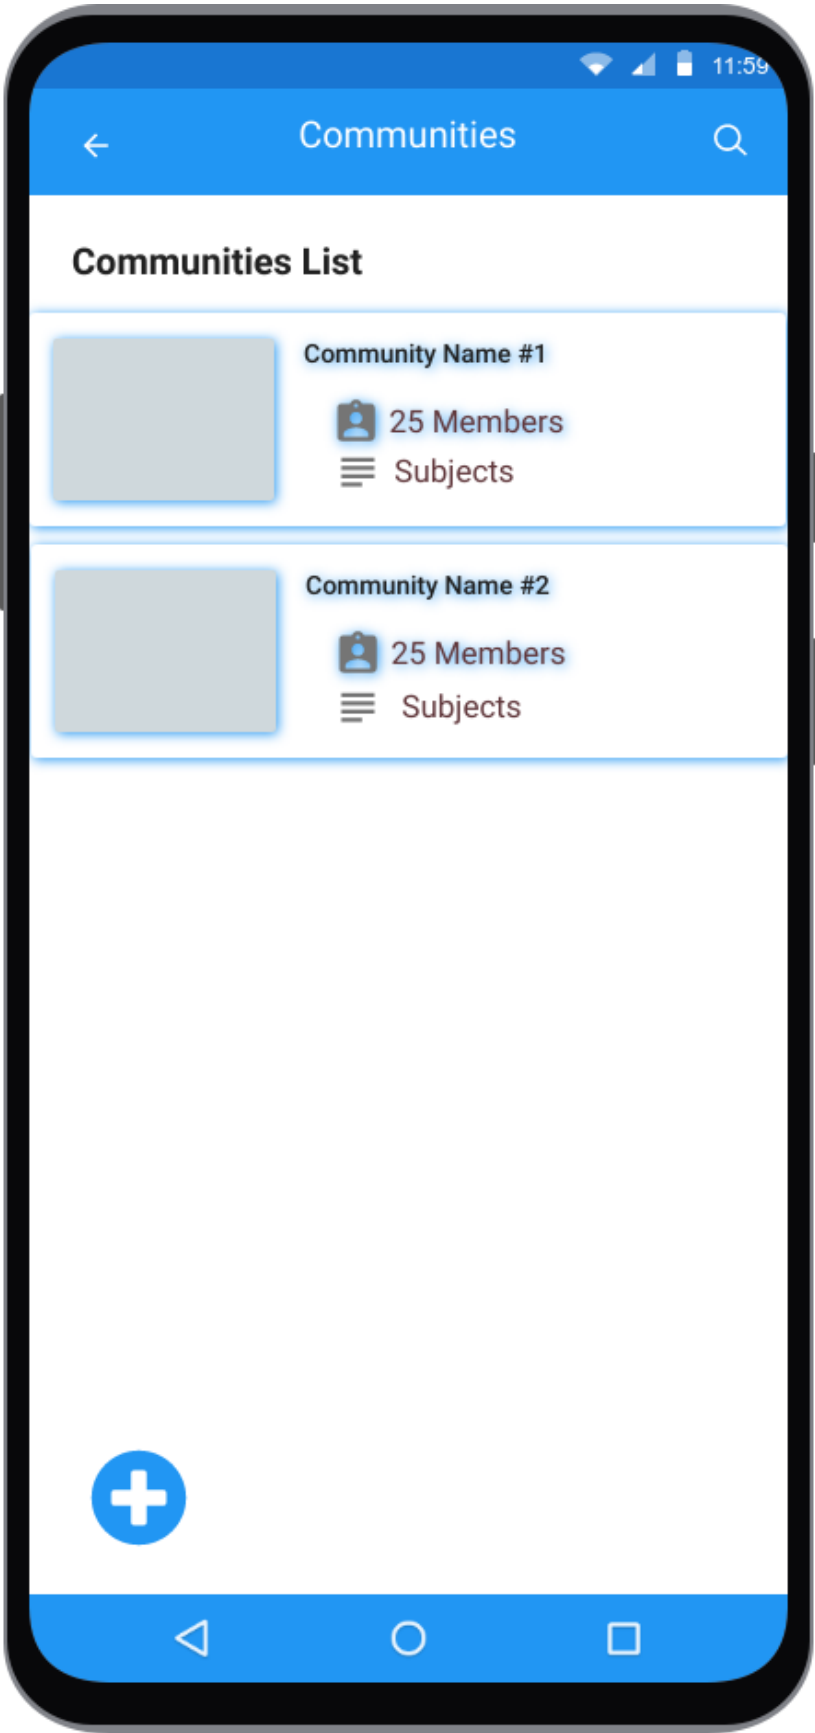 11:59
Communities
Communities List
Community Name #1
25 Members
Subjects
Community Name #2
25 Members
Subjects